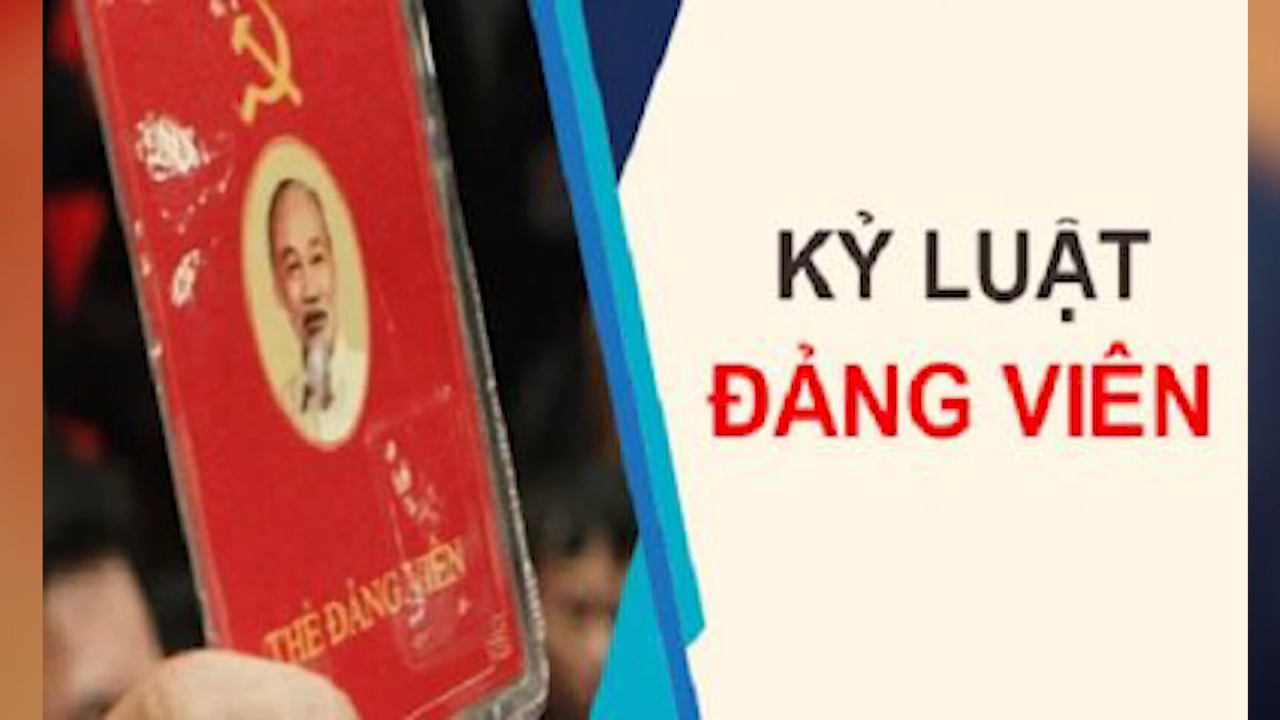 THẺ ĐẢNG VIÊN
KỶ LUẬT
ĐẢNG VIÊN